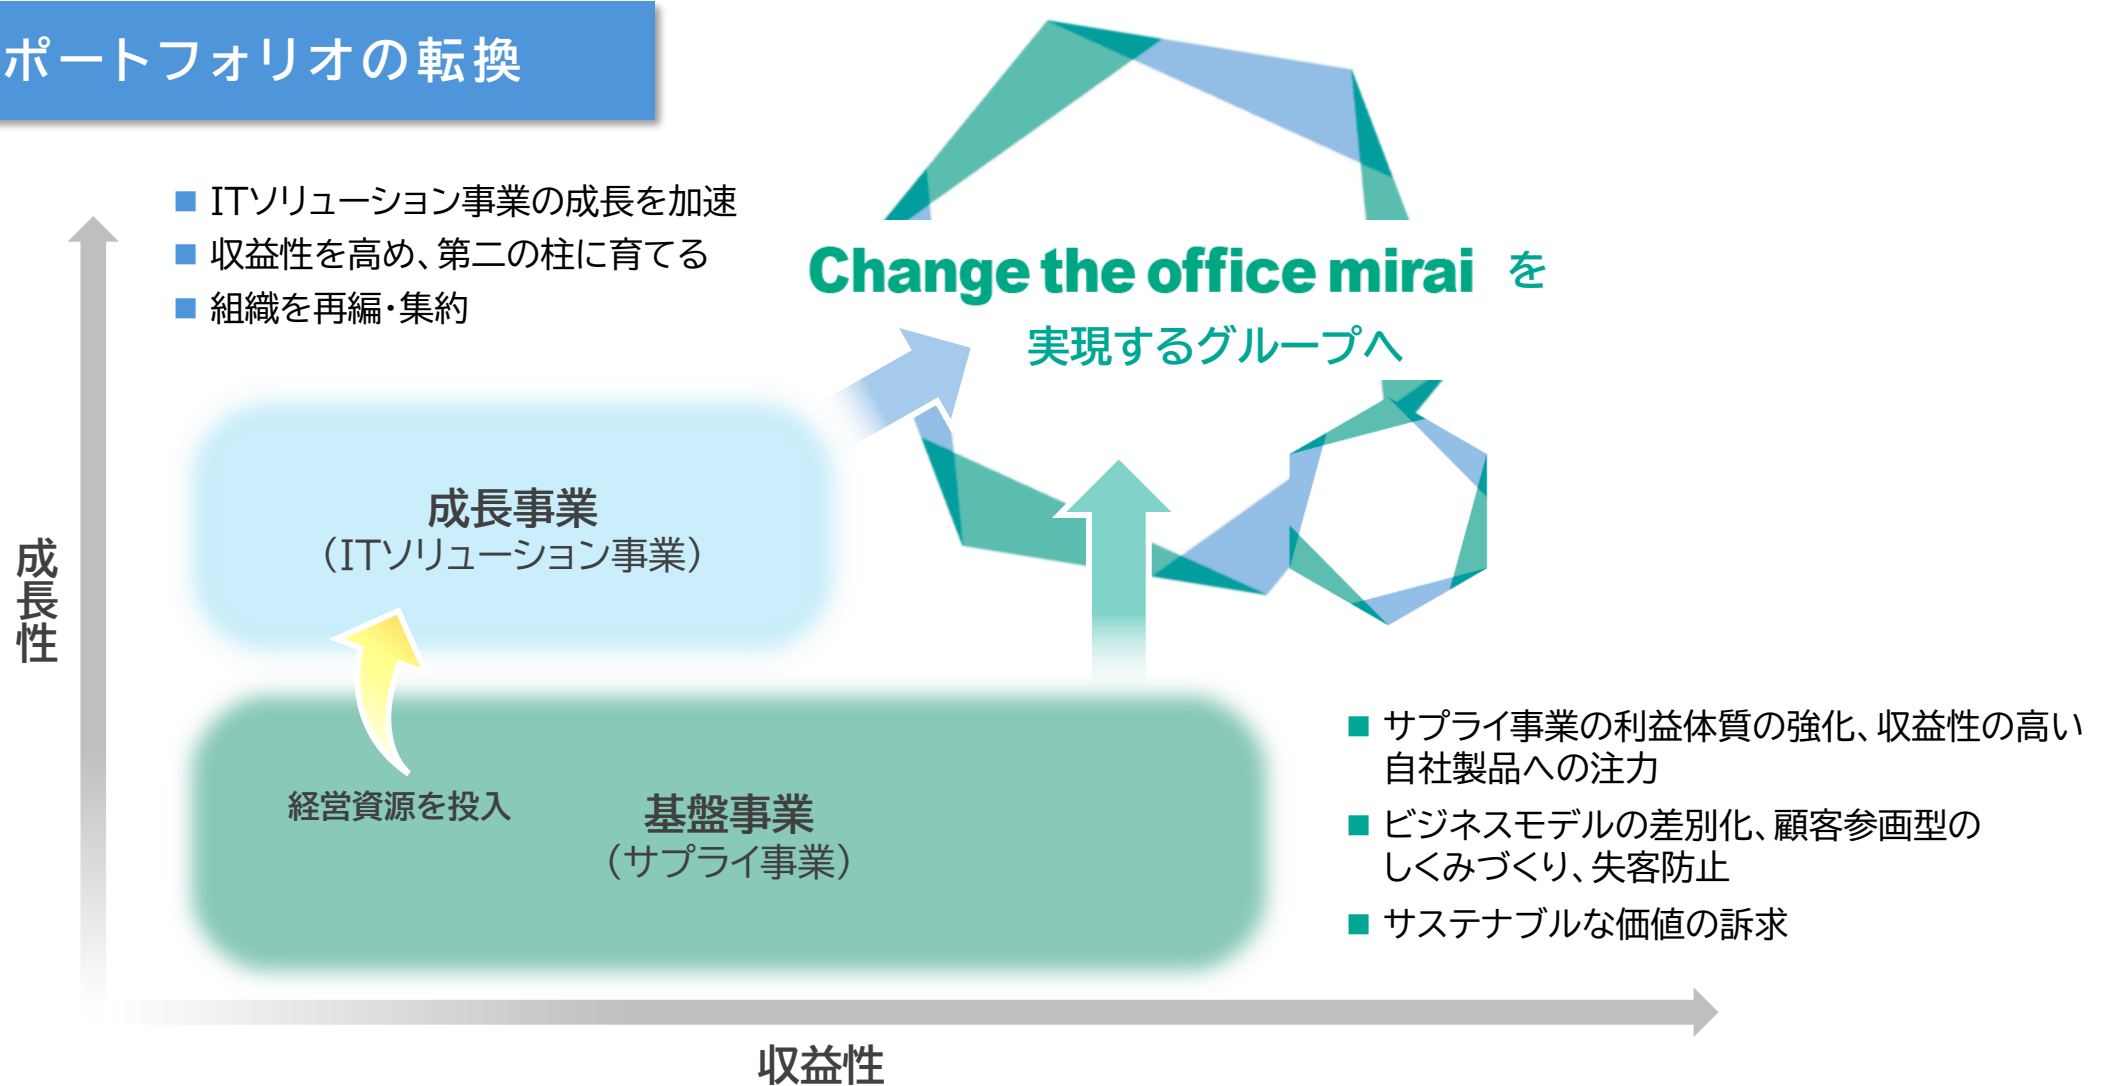 ポートフォリオの転換
■ ITソリューション事業の成長を加速
■ 収益性を高め、第二の柱に育てる
■ 組織を再編・集約
Change the office mirai を
実現するグループへ
成長性
成長事業
（ITソリューション事業）
経営資源を投入
基盤事業
（サプライ事業）
■ サプライ事業の利益体質の強化、収益性の高い
自社製品への注力
■ ビジネスモデルの差別化、顧客参画型の
しくみづくり、失客防止
■ サステナブルな価値の訴求
収益性